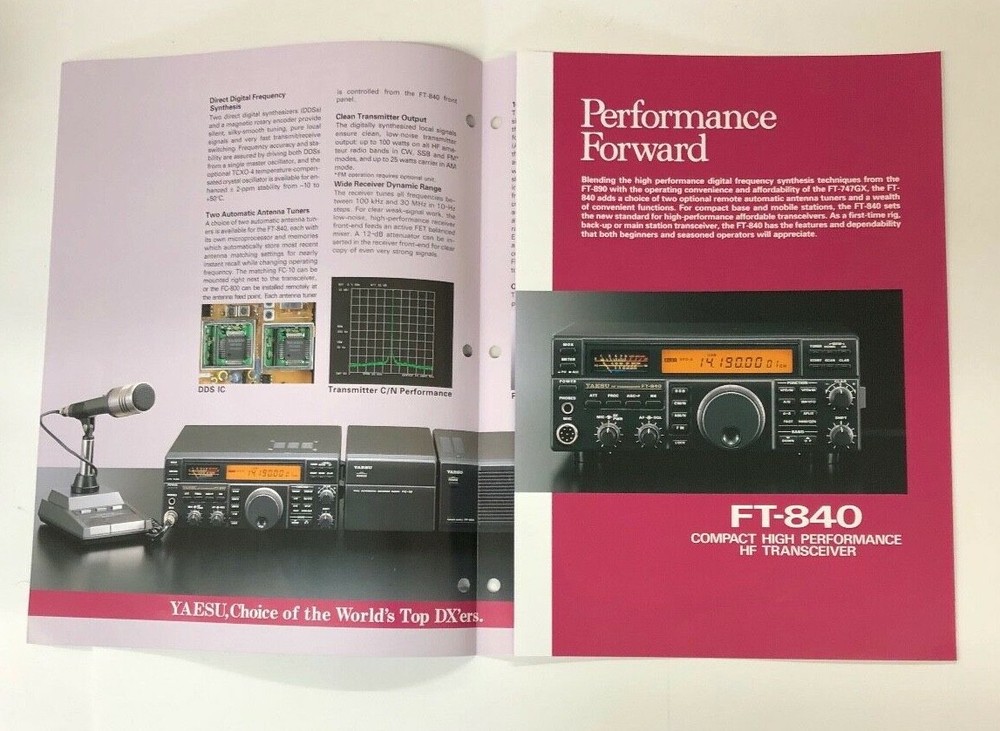 Direct Digital Frequency
Synthesis
Two direct digital synthesizers (DDSs)
and a magnetic rotary encoder provide
silent, silky-smooth tuning, pure local
signals and very fast transmit/receive
switching. Frequency accuracy and sta-
bility are assured by driving both DDSs
from a single master oscillator, and the
optional TCXO-4 temperature-compen-
sated crystal oscillator is available for en-
hanced ± 2-ppm stability from −10 to
+50°C.
Two Automatic Antenna Tuners
A choice of two automatic antenna tun-
ers is available for the FT-840, each with
its own microprocessor and memories
which automatically store most recent
antenna matching settings for nearly
instant recall while changing operating
frequency. The matching FC-10 can be
mounted right next to the transceiver,
or the FC-800 can be installed remotely at
the antenna feed point. Each antenna tuner
DDS IC
is controlled from the FT-840 front
panel.
Clean Transmitter Output
The digitally synthesized local signals
ensure clean, low-noise transmitter
output: up to 100 watts on all HF ama-
teur radio bands in CW, SSB and FM*
modes, and up to 25 watts carrier in AM
mode.
*FM operation requires optional unit.
Wide Receiver Dynamic Range
The receiver tunes all frequencies be-
tween 100 kHz and 30 MHz in 10-Hz
steps. For clear weak-signal work, the
low-noise, high-performance receiver
front-end feeds an active FET balanced
mixer. A 12-dB attenuator can be in-
serted in the receiver front-end for clear
copy of even very strong signals.
Transmitter C/N Performance
YAESU
YAESU, Choice of the World's Top DX'ers.
Performance
Forward
Blending the high performance digital frequency synthesis techniques from the
FT-890 with the operating convenience and affordability of the FT-747GX, the FT-
840 adds a choice of two optional remote automatic antenna tuners and a wealth
of convenient functions. For compact base and mobile stations, the FT-840 sets
the new standard for high-performance affordable transceivers. As a first-time rig,
back-up or main station transceiver, the FT-840 has the features and dependability
that both beginners and seasoned operators will appreciate.
MOX
METER
POWER
YAESU FT-840
14.190.00
PHONES
MIC
FT-840
COMPACT HIGH PERFORMANCE
HF TRANSCEIVER